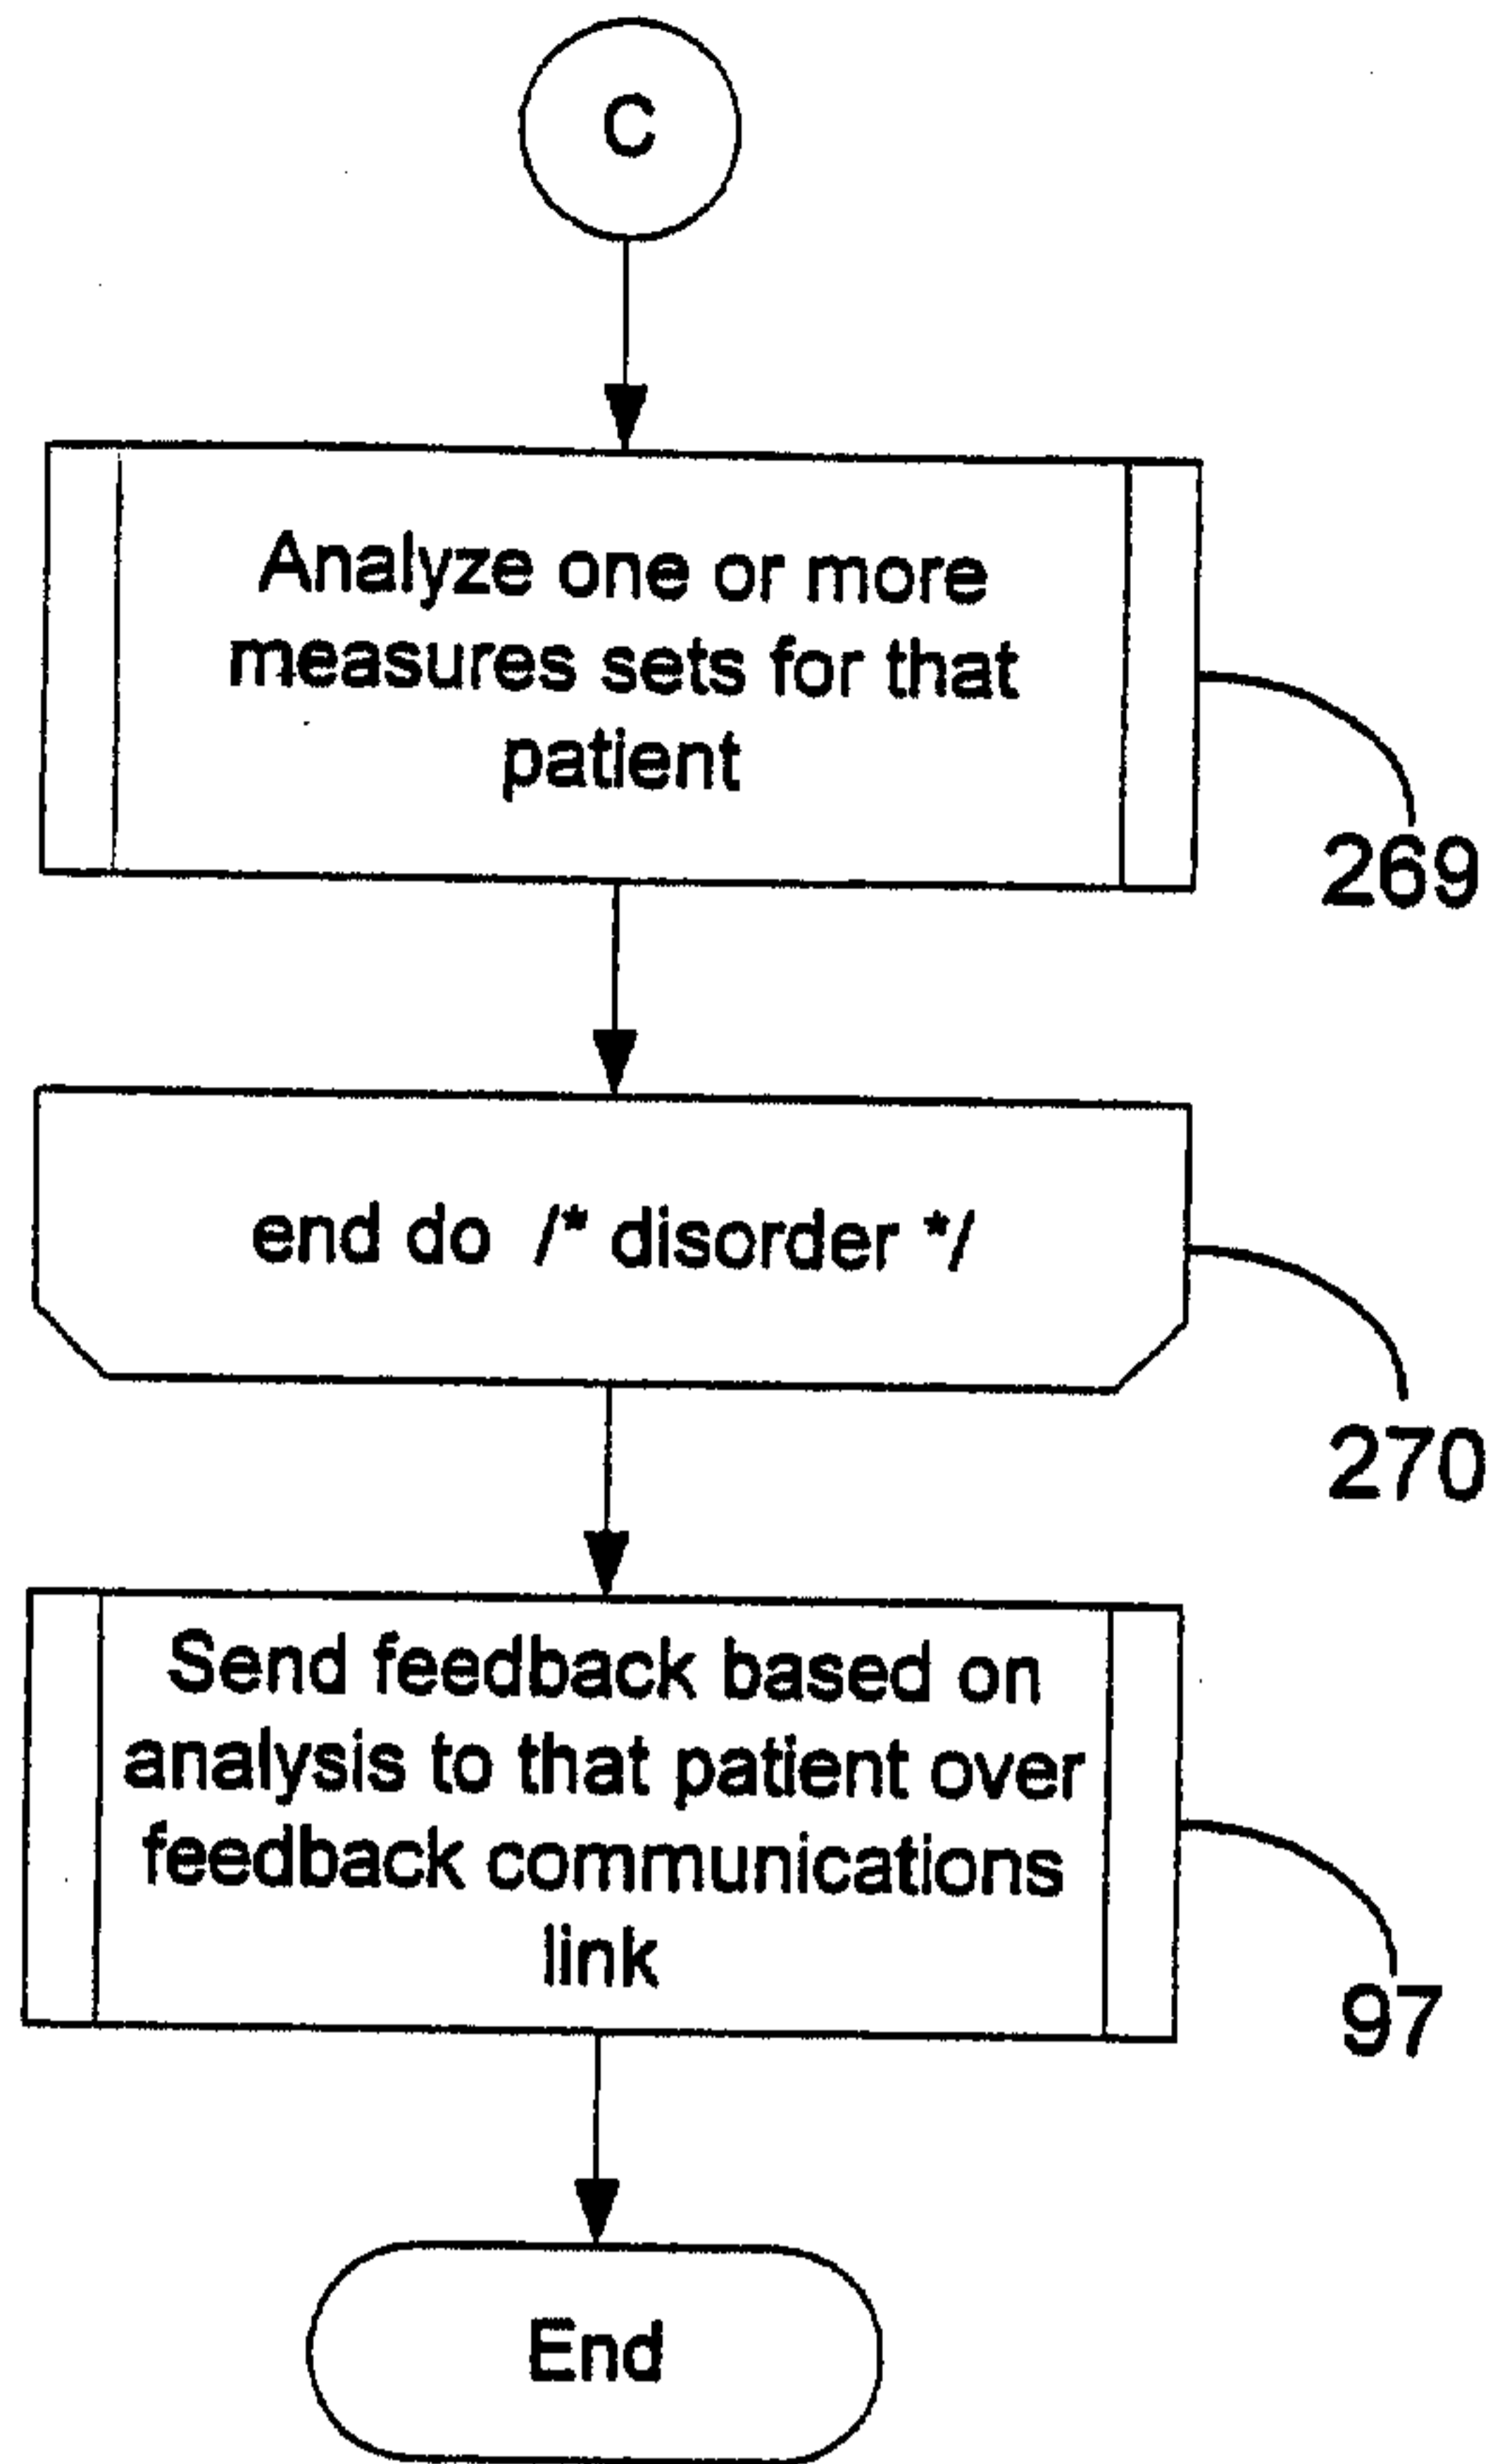 C
Analyze one or more
measures sets for that
patient
269
end do /* disorder */
270
Send feedback based on
analysis to that patient over
feedback communications
link
97
End